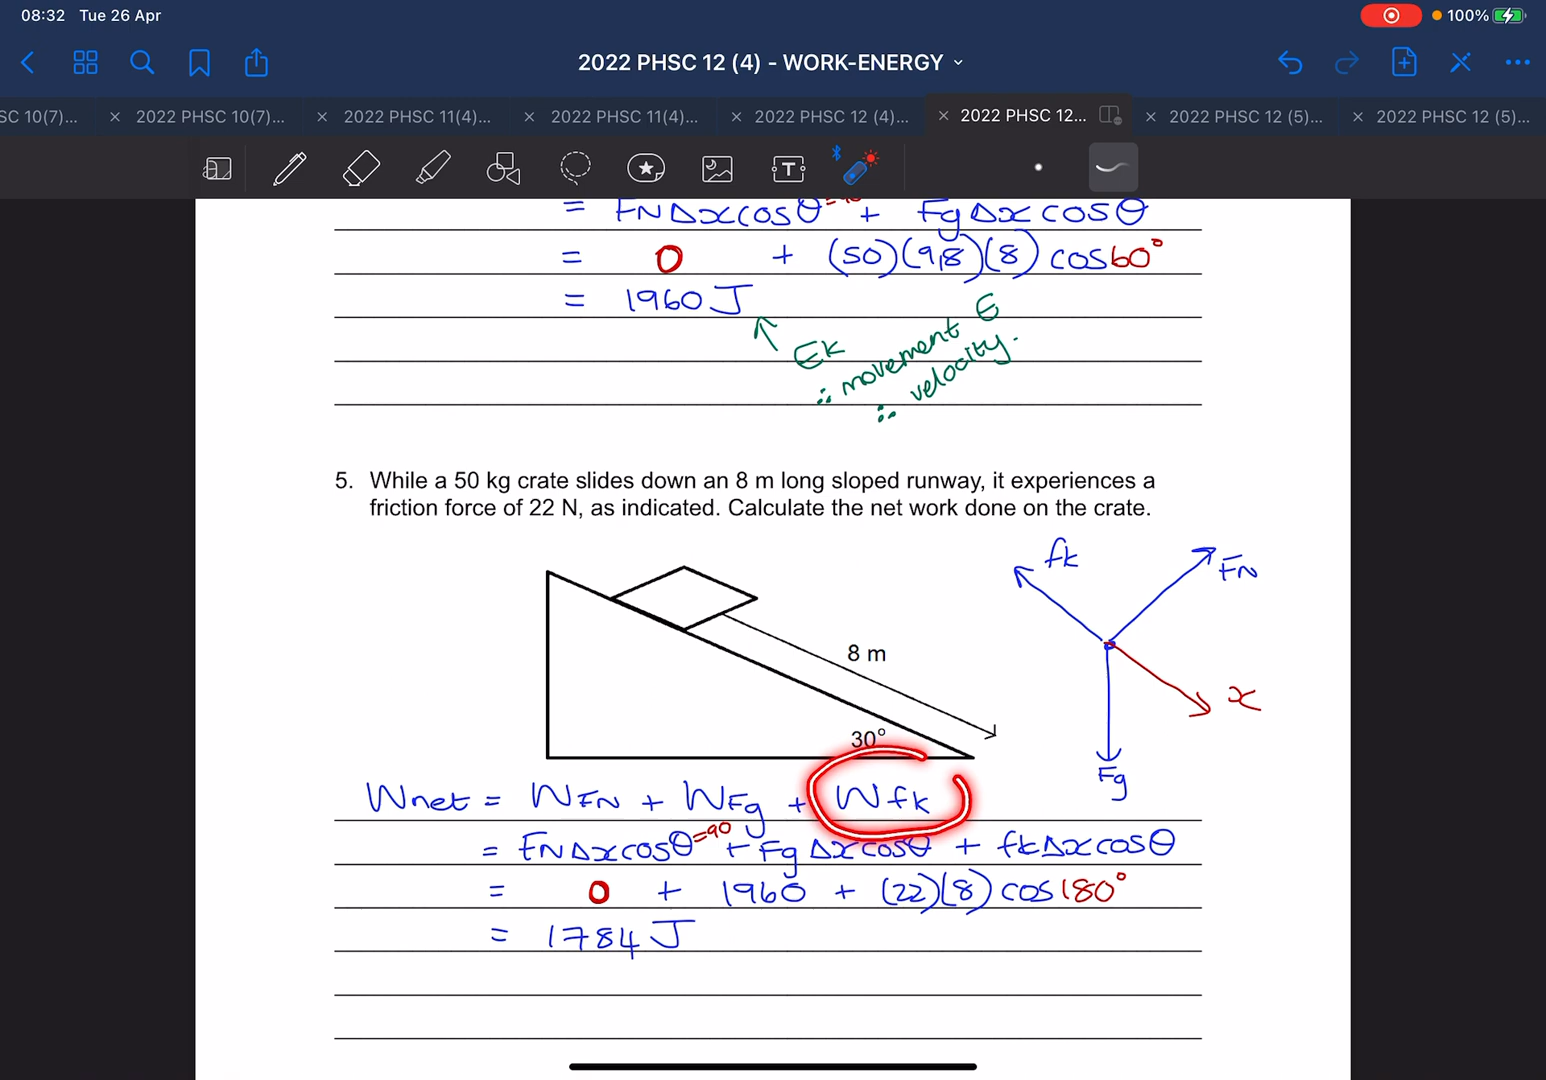 08:32 Tue 26 Apr
100%
2022 PHSC 12 (4) - WORK-ENERGY
SC 10(7)...
2022 PHSC 10(7)...
2022 PHSC 11(4)...
2022 PHSC 11(4)...
2022 PHSC 12 (4)...
2022 PHSC 12...
2022 PHSC 12 (5)...
2022 PHSC 12 (5)...
T
= FNΔxcosθ + FgΔxcosθ
= 0 + (50)(9,8)(8) cos60°
= 1960 J
Ek
∴ movement E
∴ velocity.
5. While a 50 kg crate slides down an 8 m long sloped runway, it experiences a
friction force of 22 N, as indicated. Calculate the net work done on the crate.
fk
FN
8 m
x
30°
Fg
Wnet = WFN + WFg + Wfk
= FNΔxcosθ=90 + FgΔxcosθ + fkΔxcosθ
= 0 + 1960 + (22)(8) cos180°
= 1784 J